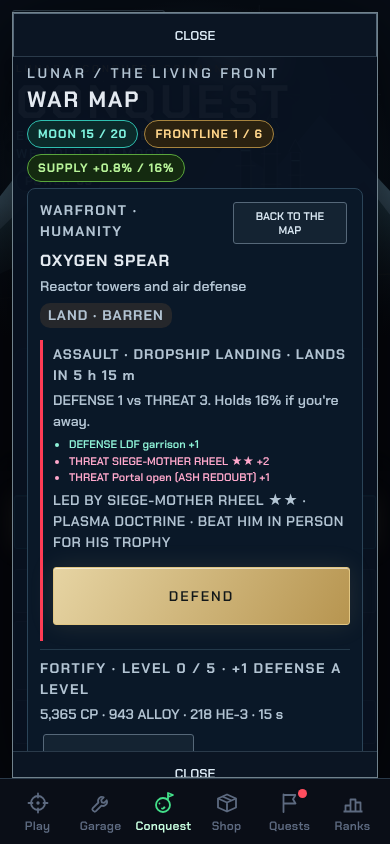 CLOSE
LUNAR / THE LIVING FRONT
WAR MAP
MOON 15 / 20
FRONTLINE 1 / 6
SUPPLY +0.8% / 16%
WARFRONT ·
HUMANITY
BACK TO THE
MAP
OXYGEN SPEAR
Reactor towers and air defense
LAND · BARREN
ASSAULT · DROPSHIP LANDING · LANDS
IN 5 h 15 m
DEFENSE 1 vs THREAT 3. Holds 16% if you're
away.
• DEFENSE LDF garrison +1
• THREAT SIEGE-MOTHER RHEEL ★★ +2
• THREAT Portal open (ASH REDOUBT) +1
LED BY SIEGE-MOTHER RHEEL ★★ ·
PLASMA DOCTRINE · BEAT HIM IN PERSON
FOR HIS TROPHY
DEFEND
FORTIFY · LEVEL 0 / 5 · +1 DEFENSE A
LEVEL
5,365 CP · 943 ALLOY · 218 HE-3 · 15 s
CLOSE
Play
Garage
Conquest
Shop
Quests
Ranks